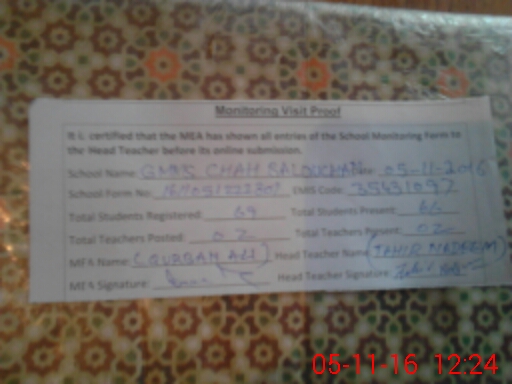 Monitoring Visit Proof
It is certified that the MEA has shown all entries of the School Monitoring Form to
the Head Teacher before its online submission.
School Name: GMPS CHAH Date: 05-11-2016
School Form No: EMIS Code: 35431097
Total Students Registered: 69 Total Students Present: 66
Total Teachers Posted: 02 Total Teachers Present: 02
MEA Name: (QURBAN ALI) Head Teacher Name (TAHIR NADEEM)
MEA Signature: Head Teacher Signature:
05-11-16 12:24